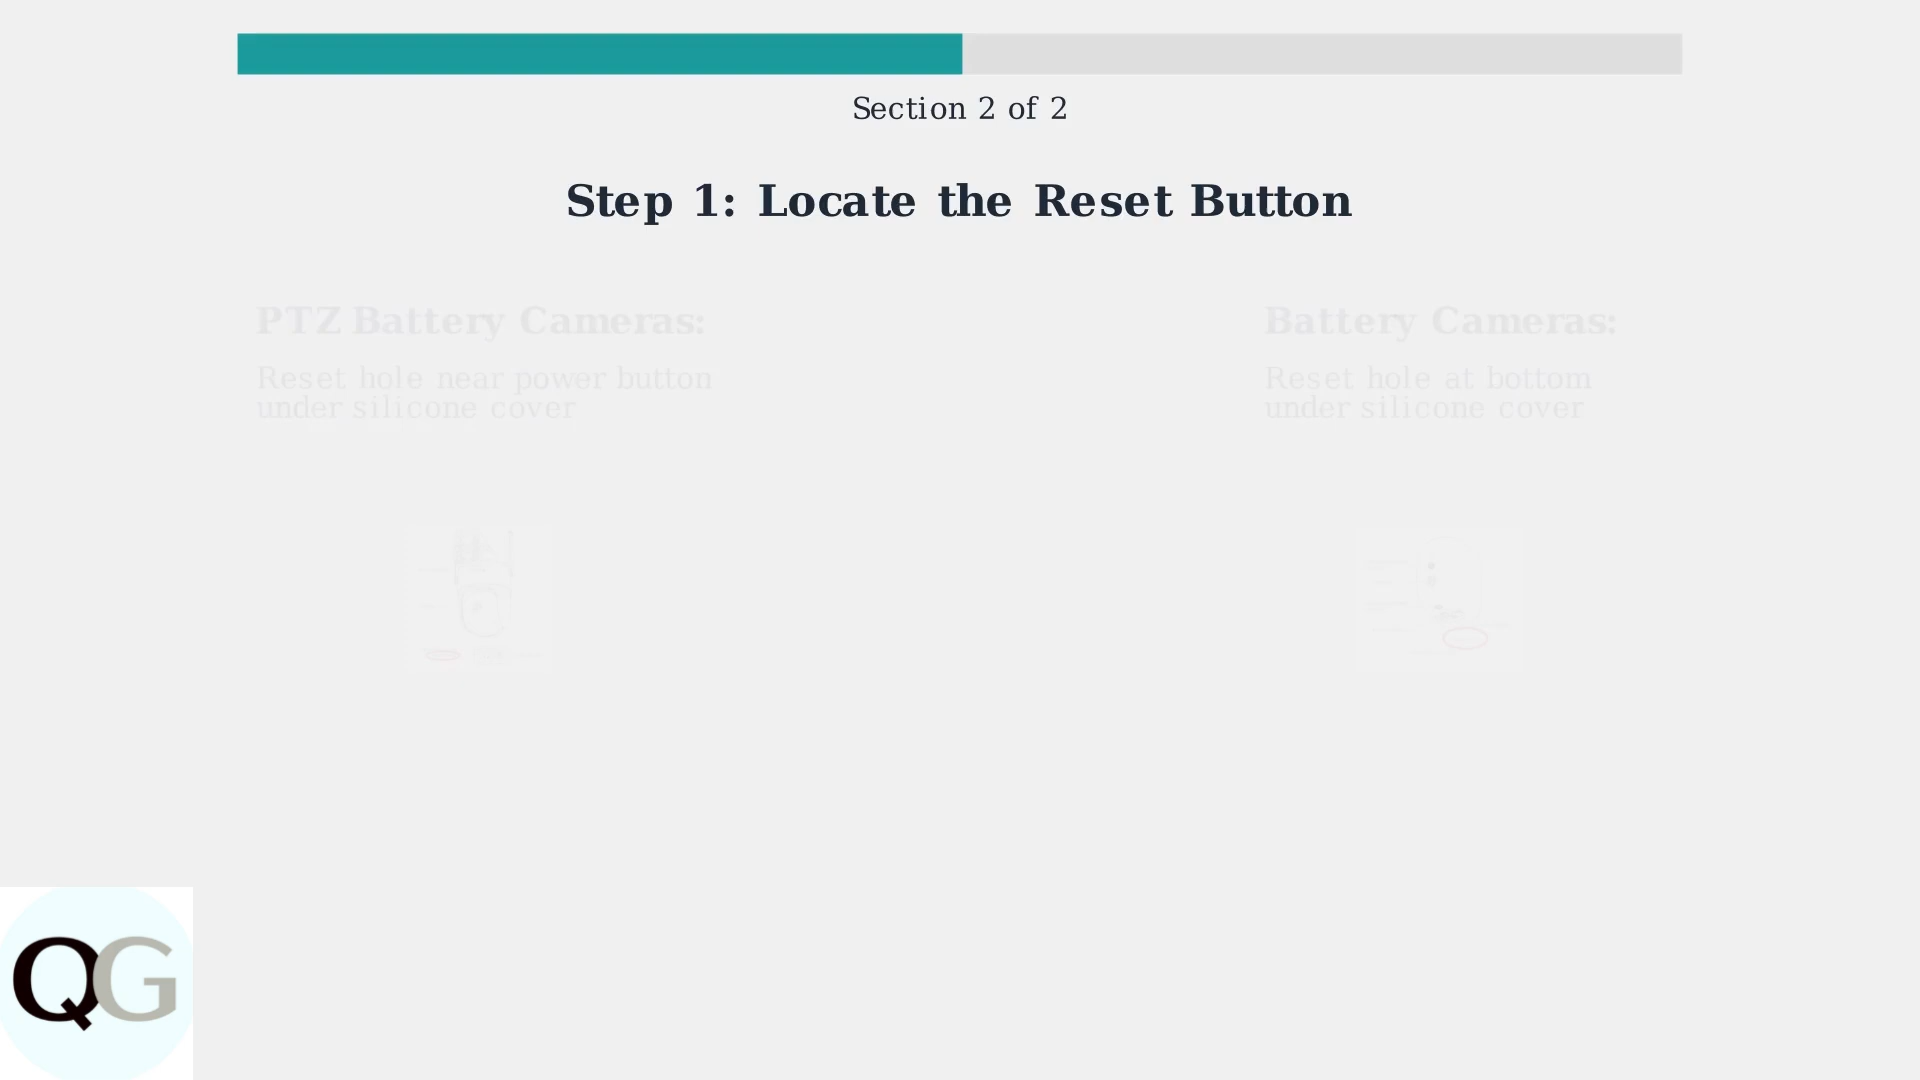 Section 2 of 2
Step 1: Locate the Reset Button
PTZ Battery Cameras:
Reset hole near power button
under silicone cover
Battery Cameras:
Reset hole at bottom
under silicone cover
QG